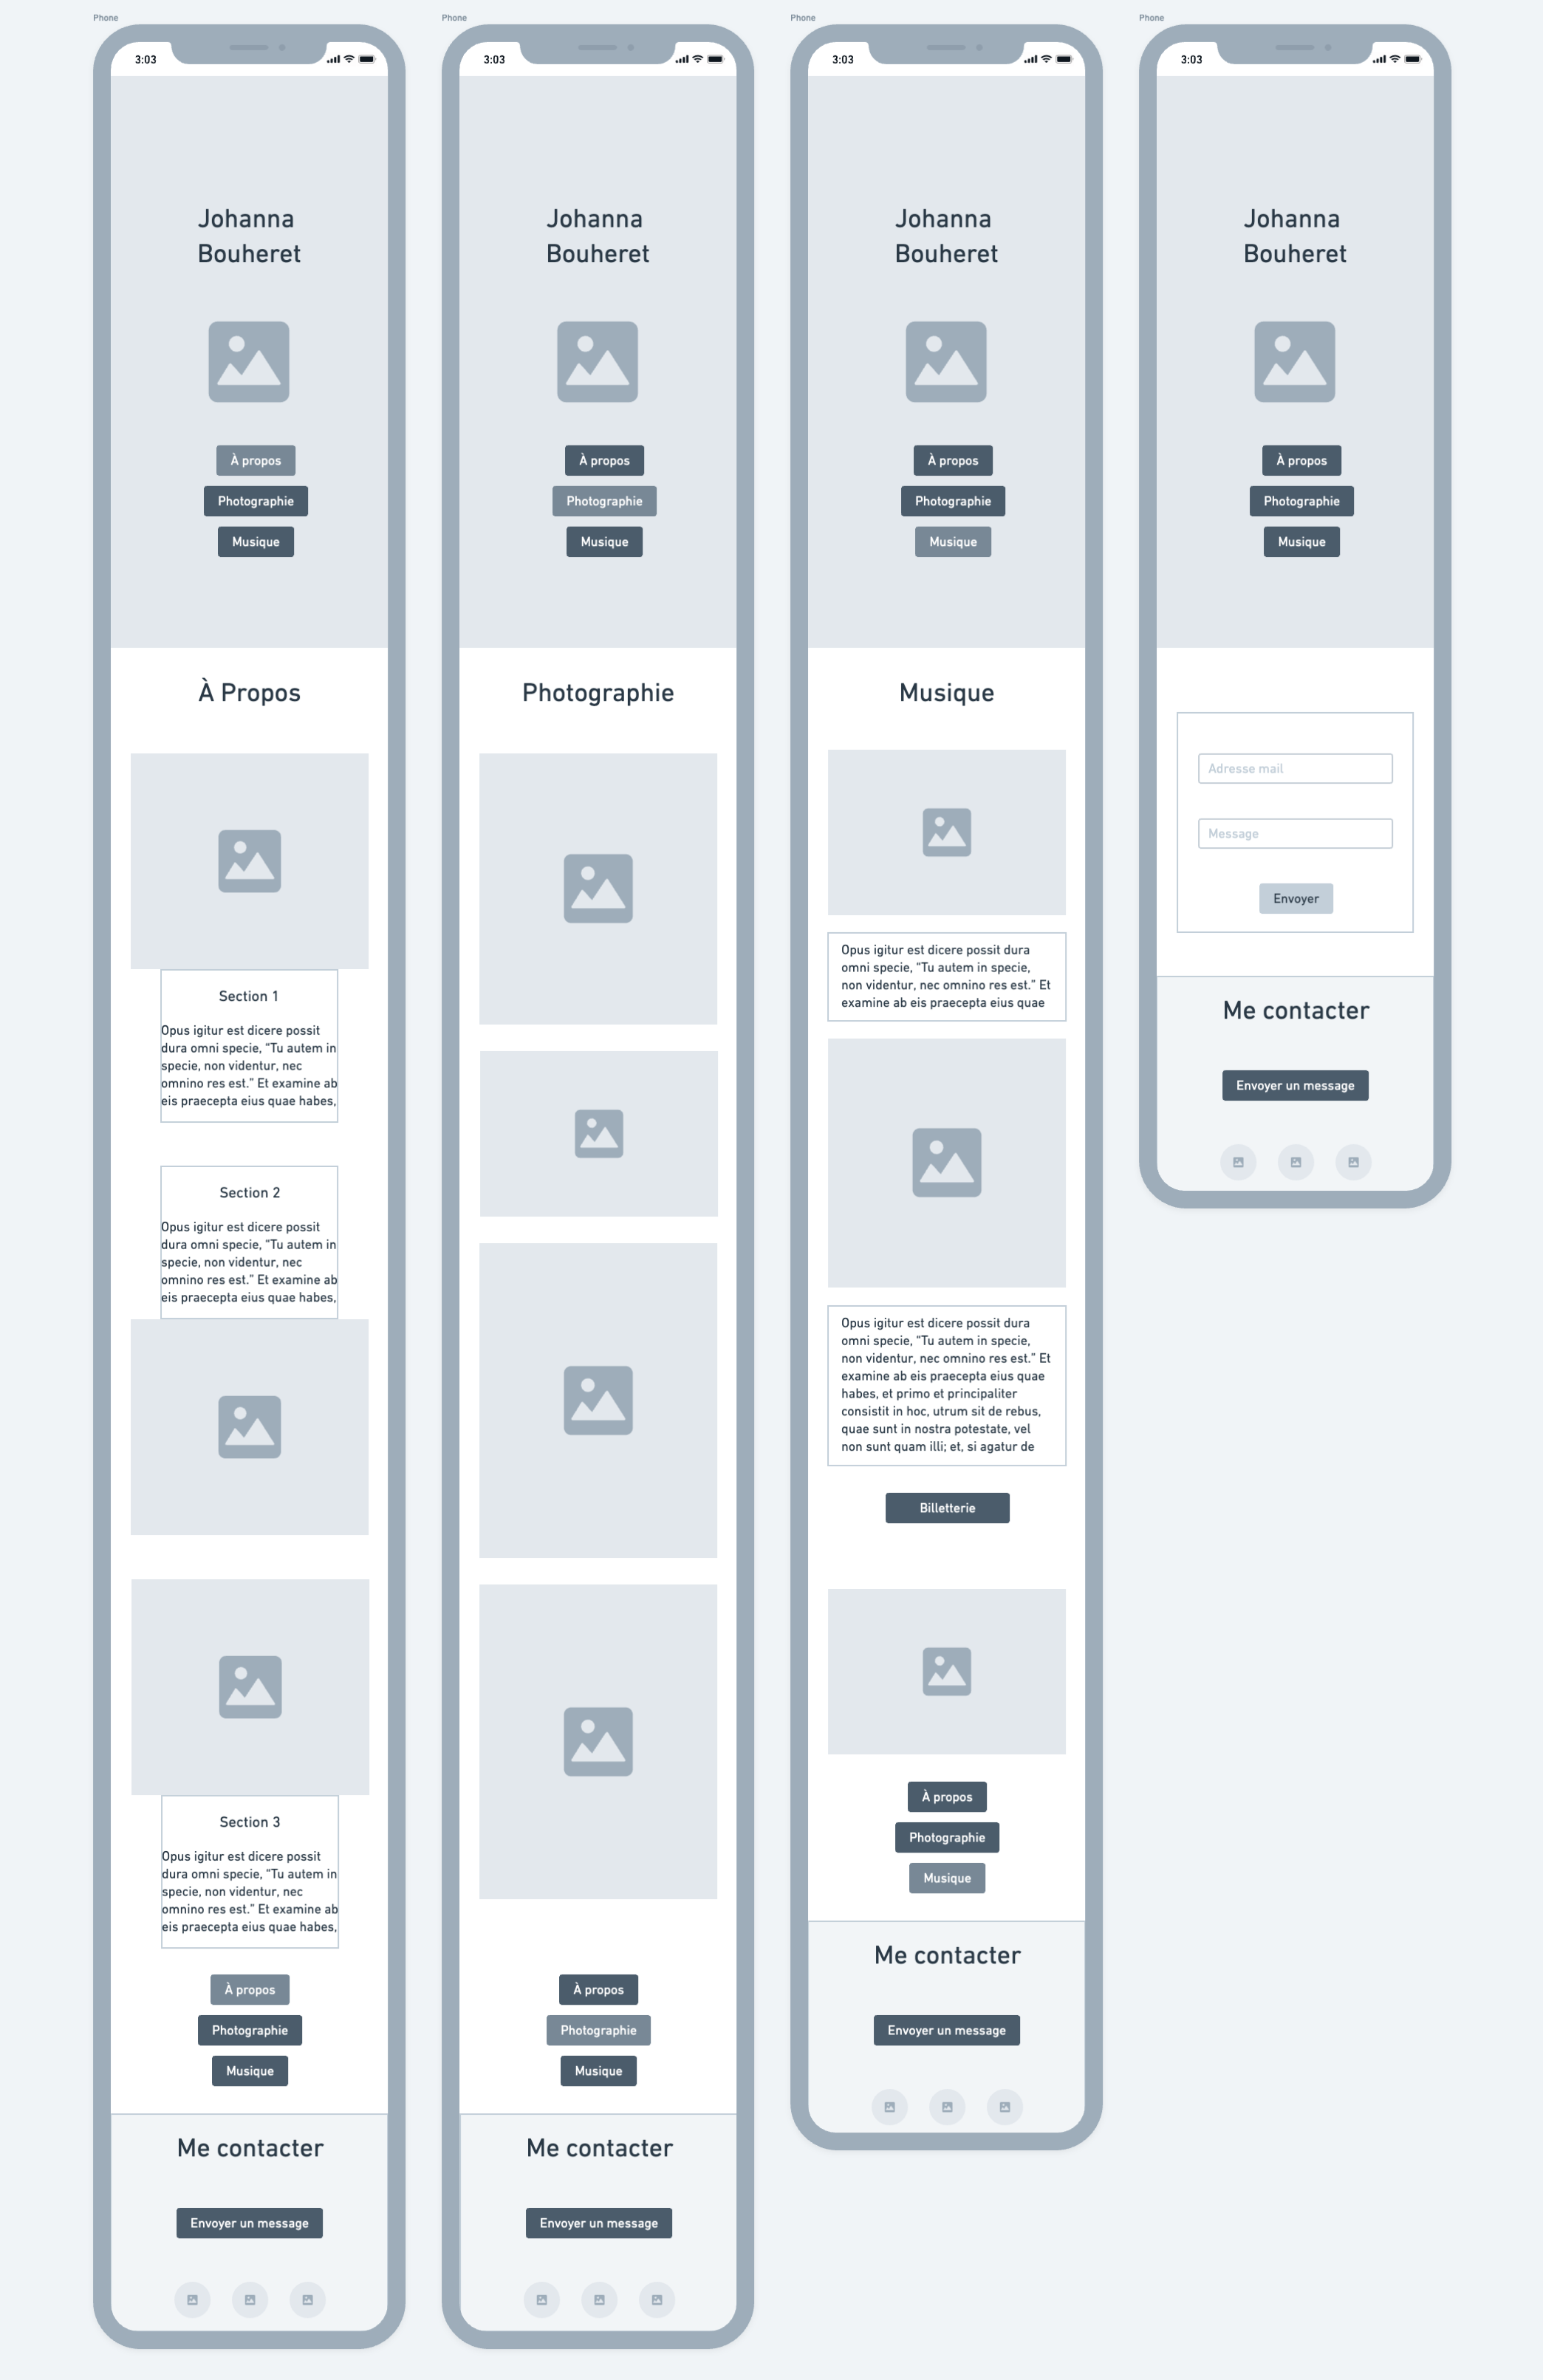 Phone
3:03
Johanna
Bouheret
À propos
Photographie
Musique
À Propos
Section 1
Opus igitur est dicere possit
dura omni specie, “Tu autem in
specie, non videntur, nec
omnino res est.” Et examine ab
eis praecepta eius quae habes,
Section 2
Opus igitur est dicere possit
dura omni specie, “Tu autem in
specie, non videntur, nec
omnino res est.” Et examine ab
eis praecepta eius quae habes,
Section 3
Opus igitur est dicere possit
dura omni specie, “Tu autem in
specie, non videntur, nec
omnino res est.” Et examine ab
eis praecepta eius quae habes,
À propos
Photographie
Musique
Me contacter
Envoyer un message
Phone
3:03
Johanna
Bouheret
À propos
Photographie
Musique
Photographie
À propos
Photographie
Musique
Me contacter
Envoyer un message
Phone
3:03
Johanna
Bouheret
À propos
Photographie
Musique
Musique
Opus igitur est dicere possit dura
omni specie, “Tu autem in specie,
non videntur, nec omnino res est.” Et
examine ab eis praecepta eius quae
Opus igitur est dicere possit dura
omni specie, “Tu autem in specie,
non videntur, nec omnino res est.” Et
examine ab eis praecepta eius quae
habes, et primo et principaliter
consistit in hoc, utrum sit de rebus,
quae sunt in nostra potestate, vel
non sunt quam illi; et, si agatur de
Billetterie
À propos
Photographie
Musique
Me contacter
Envoyer un message
Phone
3:03
Johanna
Bouheret
À propos
Photographie
Musique
Adresse mail
Message
Envoyer
Me contacter
Envoyer un message